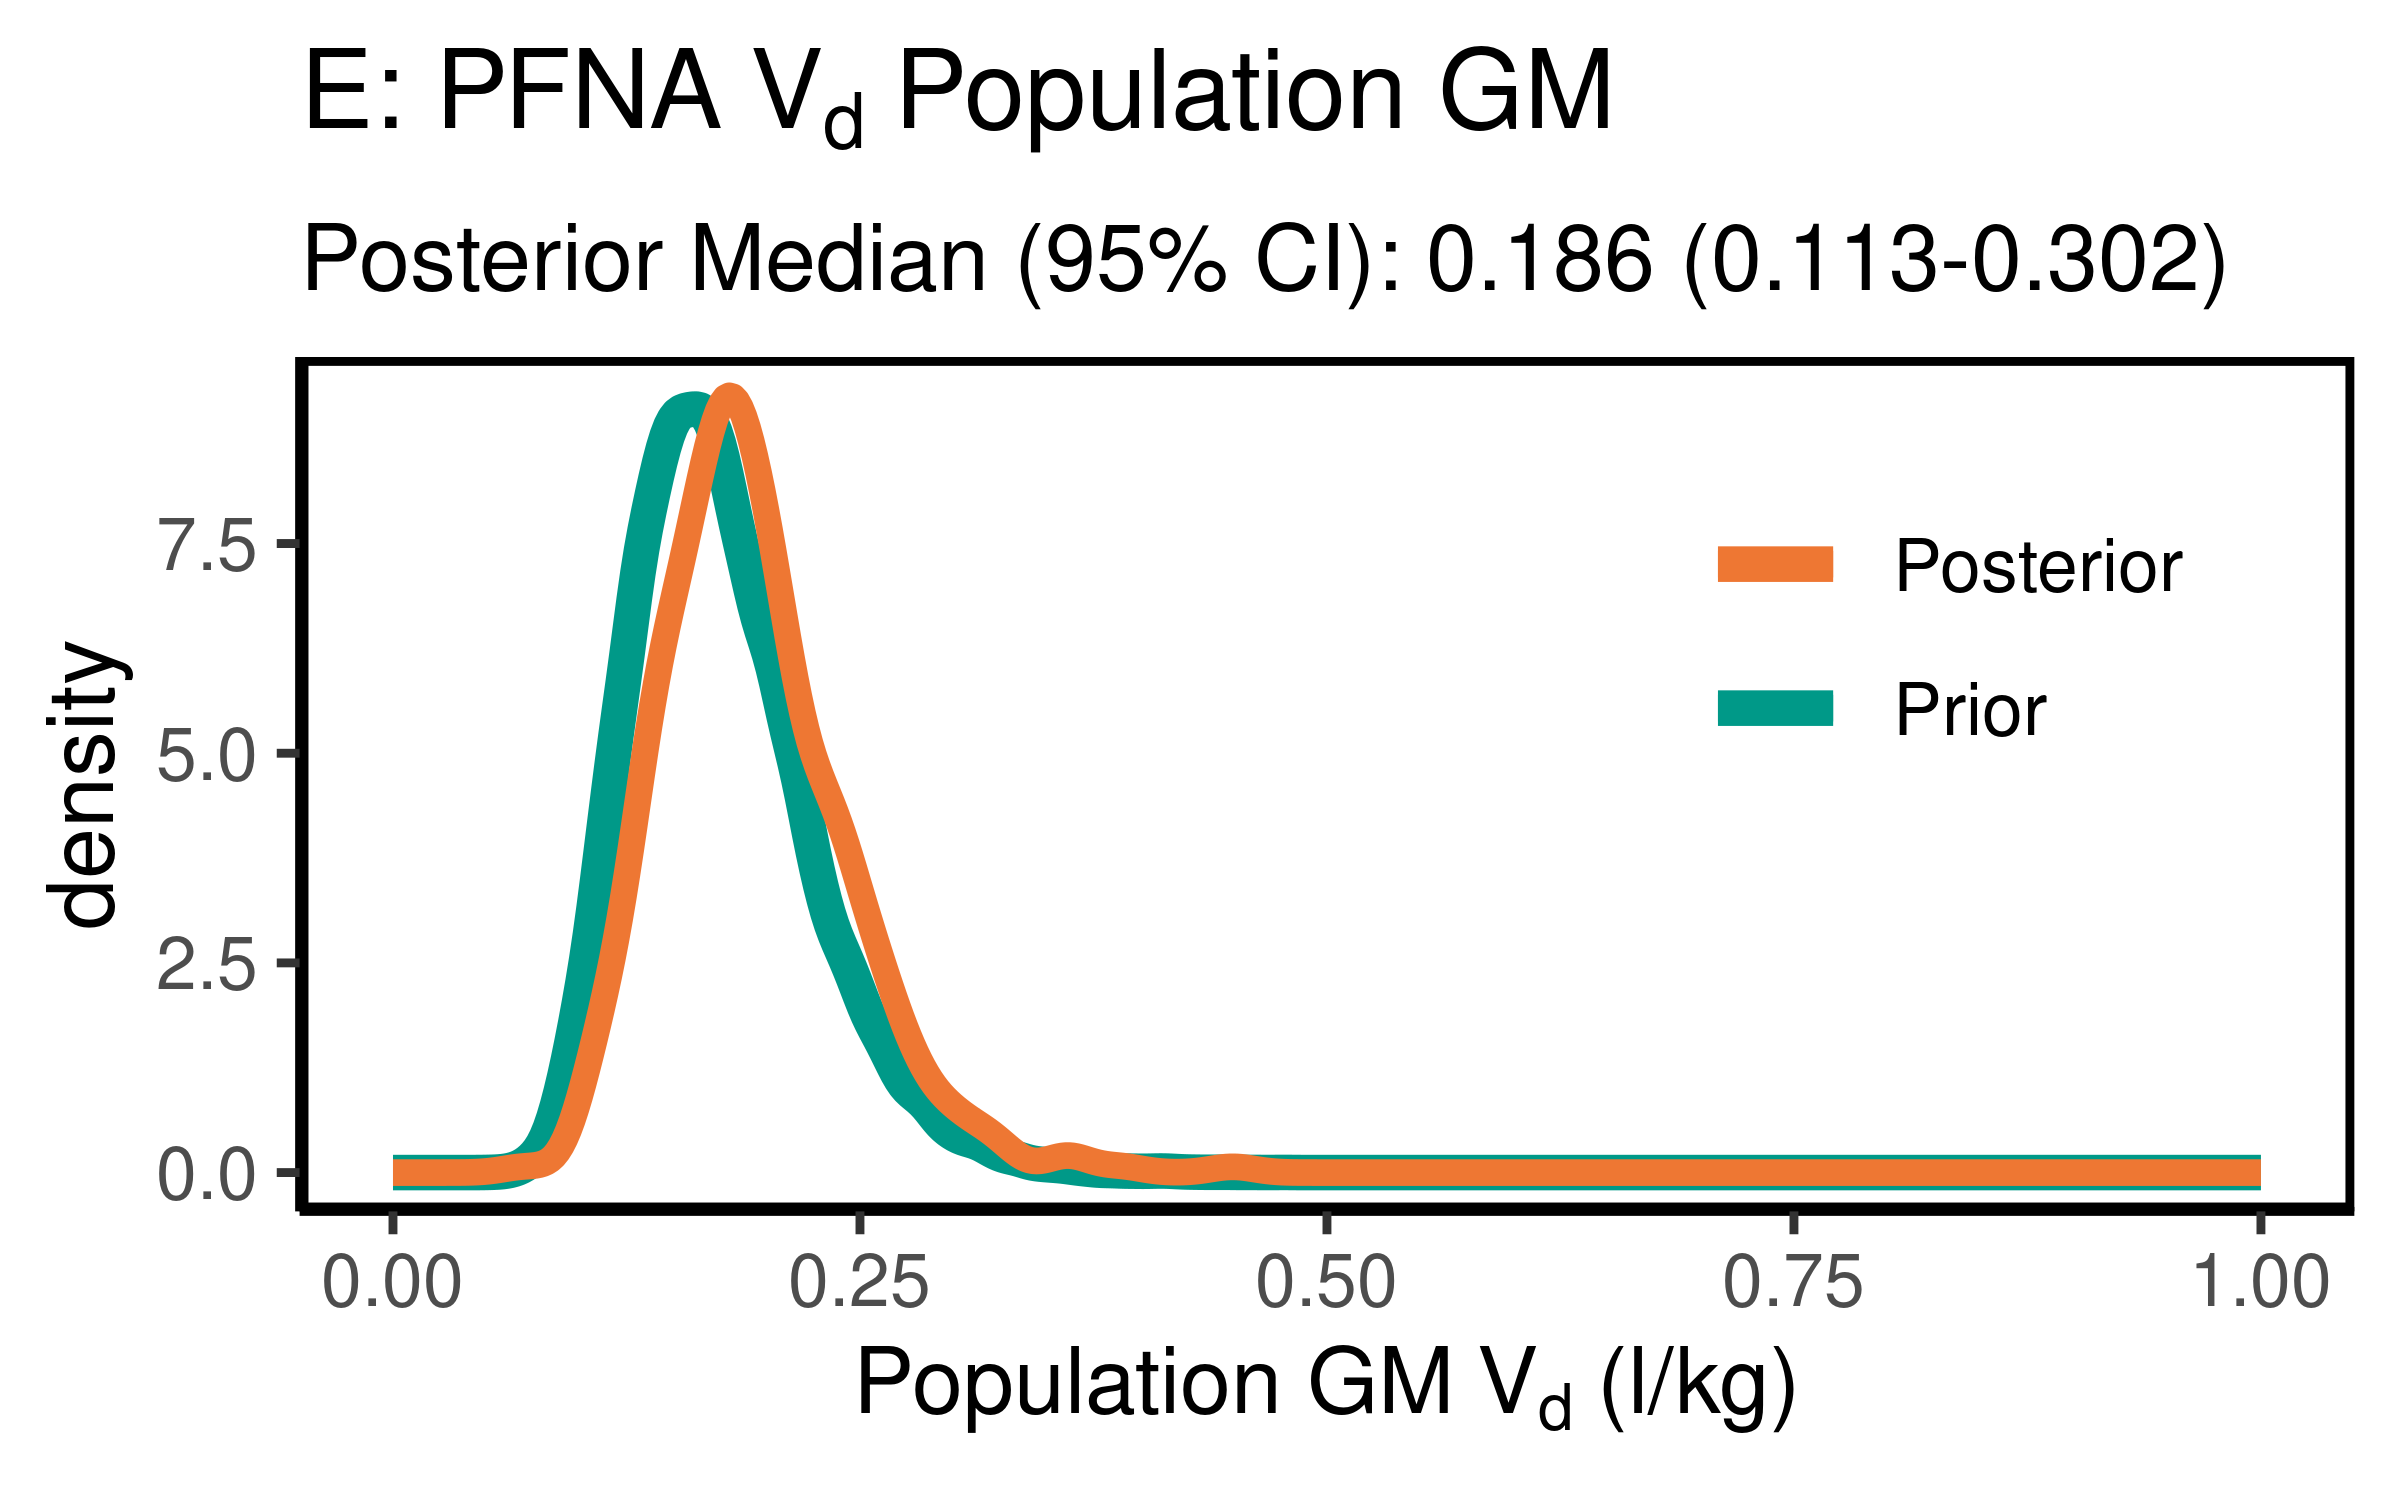 E: PFNA Vd Population GM
Posterior Median (95% CI): 0.186 (0.113-0.302)
density
7.5
5.0
2.5
0.0
Posterior
Prior
0.00 0.25 0.50 0.75 1.00
Population GM Vd (l/kg)